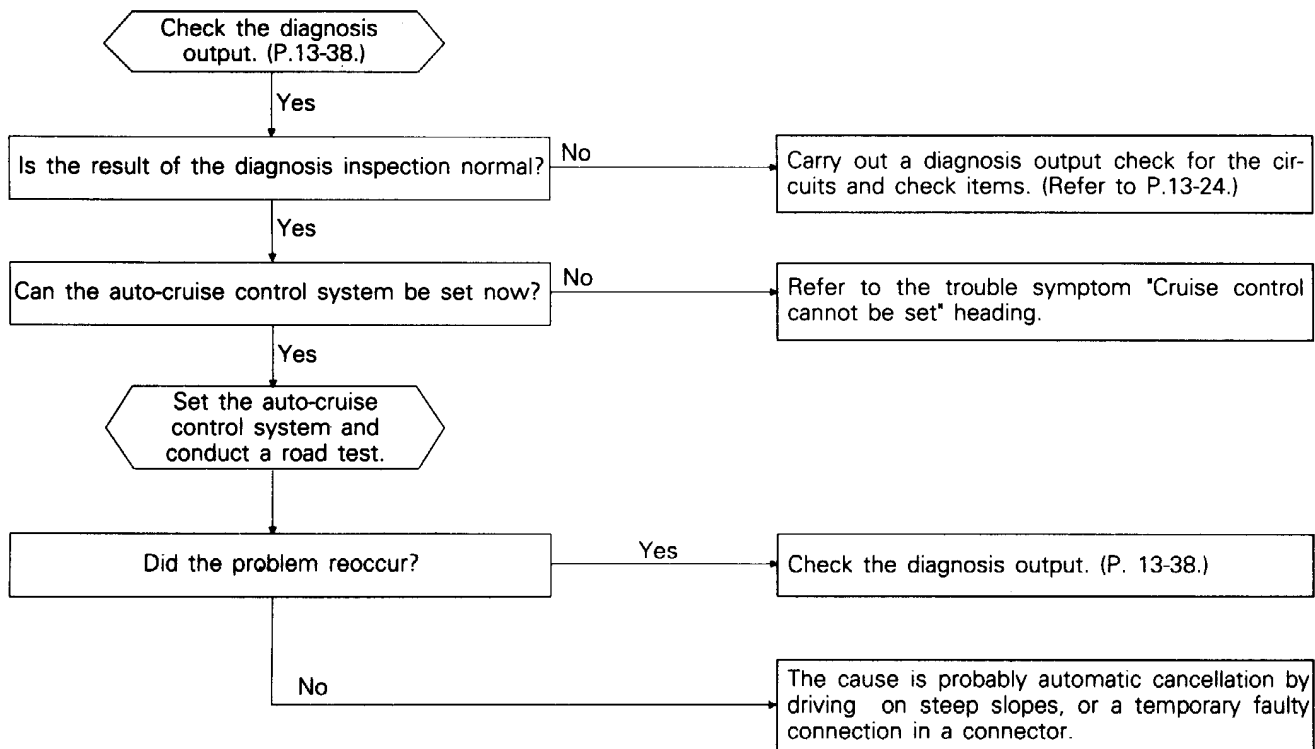 Check the diagnosis
output. (P.13-38.)
Yes
Is the result of the diagnosis inspection normal?
No
Carry out a diagnosis output check for the cir-
cuits and check items. (Refer to P.13-24.)
Yes
Can the auto-cruise control system be set now?
No
Refer to the trouble symptom "Cruise control
cannot be set" heading.
Yes
Set the auto-cruise
control system and
conduct a road test.
Did the problem reoccur?
Yes
Check the diagnosis output. (P. 13-38.)
No
The cause is probably automatic cancellation by
driving on steep slopes, or a temporary faulty
connection in a connector.